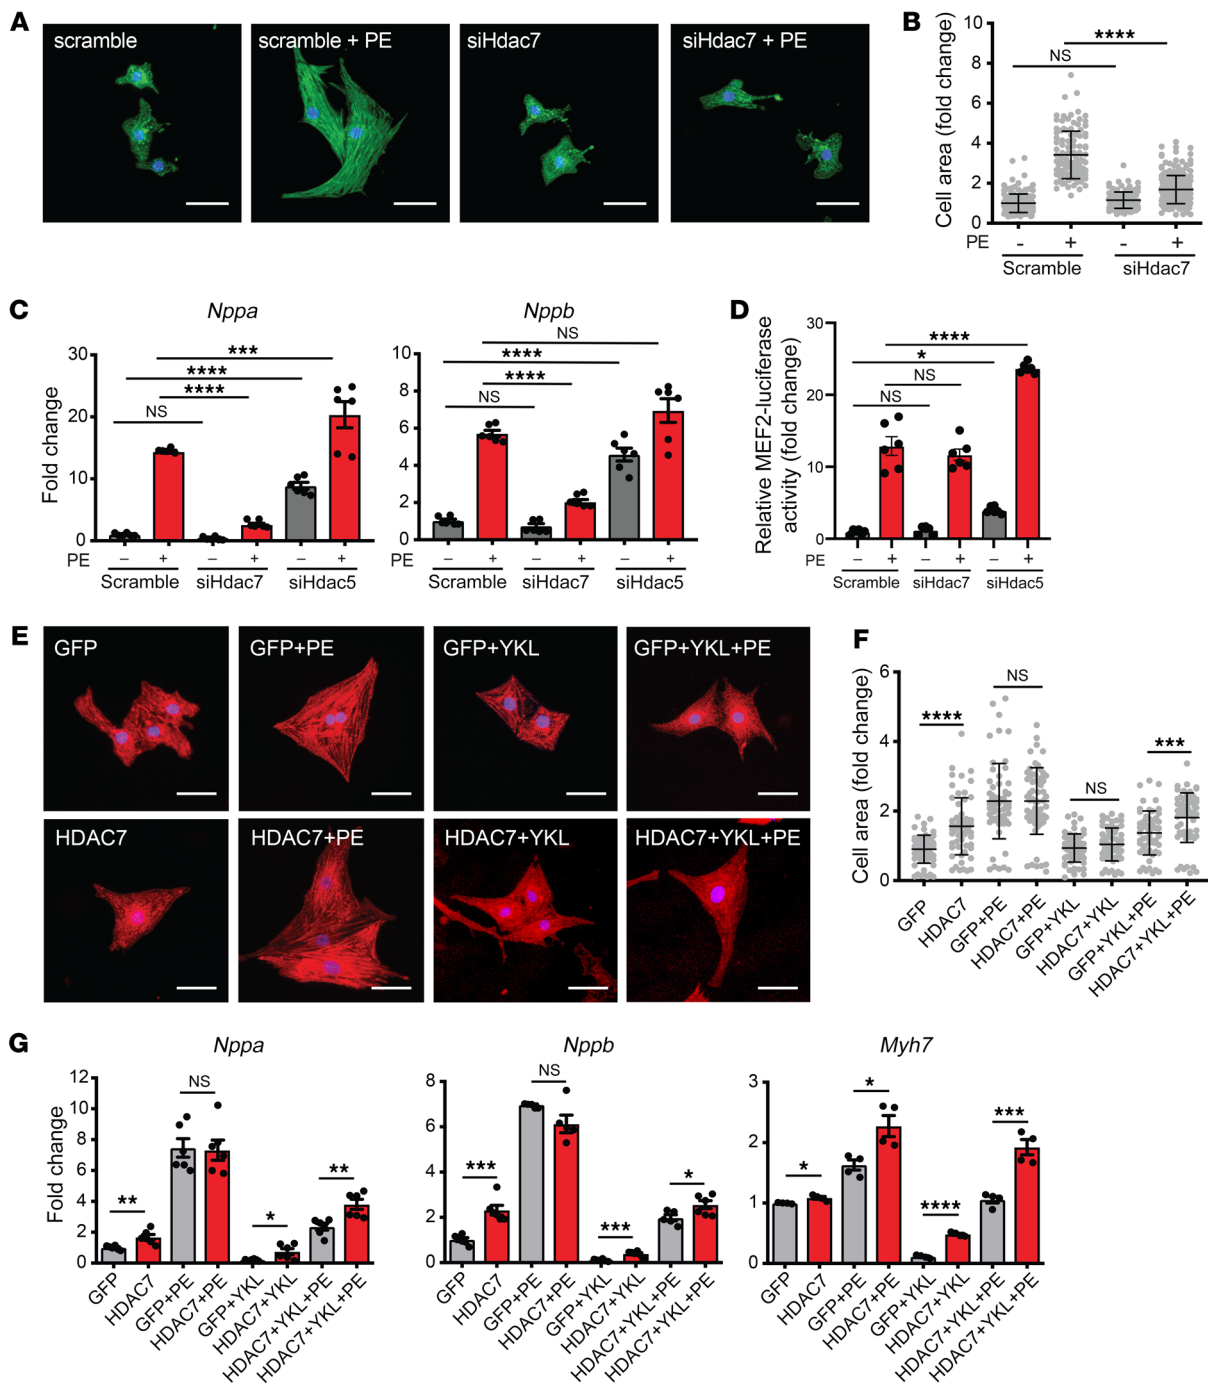 A
scramble
scramble + PE
siHdac7
siHdac7 + PE
B
Cell area (fold change)
10
8
6
4
2
0
****
NS
PE
-
+
-
+
Scramble
siHdac7
C
Nppa
Fold change
30
20
10
0
***
****
****
NS
PE
–
+
–
+
–
+
Scramble
siHdac7
siHdac5
Nppb
10
8
6
4
2
0
NS
****
****
NS
PE
–
+
–
+
–
+
Scramble
siHdac7
siHdac5
D
Relative MEF2-luciferase
activity (fold change)
30
20
10
0
****
*
NS
NS
PE
–
+
–
+
–
+
Scramble
siHdac7
siHdac5
E
GFP
GFP+PE
GFP+YKL
GFP+YKL+PE
HDAC7
HDAC7+PE
HDAC7+YKL
HDAC7+YKL+PE
F
Cell area (fold change)
6
4
2
0
****
NS
NS
***
GFP
HDAC7
GFP+PE
HDAC7+PE
GFP+YKL
HDAC7+YKL
GFP+YKL+PE
HDAC7+YKL+PE
G
Nppa
Fold change
12
10
8
6
4
2
0
**
NS
*
**
GFP
HDAC7
GFP+PE
HDAC7+PE
GFP+YKL
HDAC7+YKL
HDAC7+YKL+PE
HDAC7+YKL+PE
Nppb
8
6
4
2
0
***
NS
***
*
GFP
HDAC7
GFP+PE
HDAC7+PE
GFP+YKL
HDAC7+YKL
HDAC7+YKL+PE
HDAC7+YKL+PE
Myh7
3
2
1
0
*
*
****
***
GFP
HDAC7
GFP+PE
HDAC7+PE
GFP+YKL
HDAC7+YKL
HDAC7+YKL+PE
HDAC7+YKL+PE